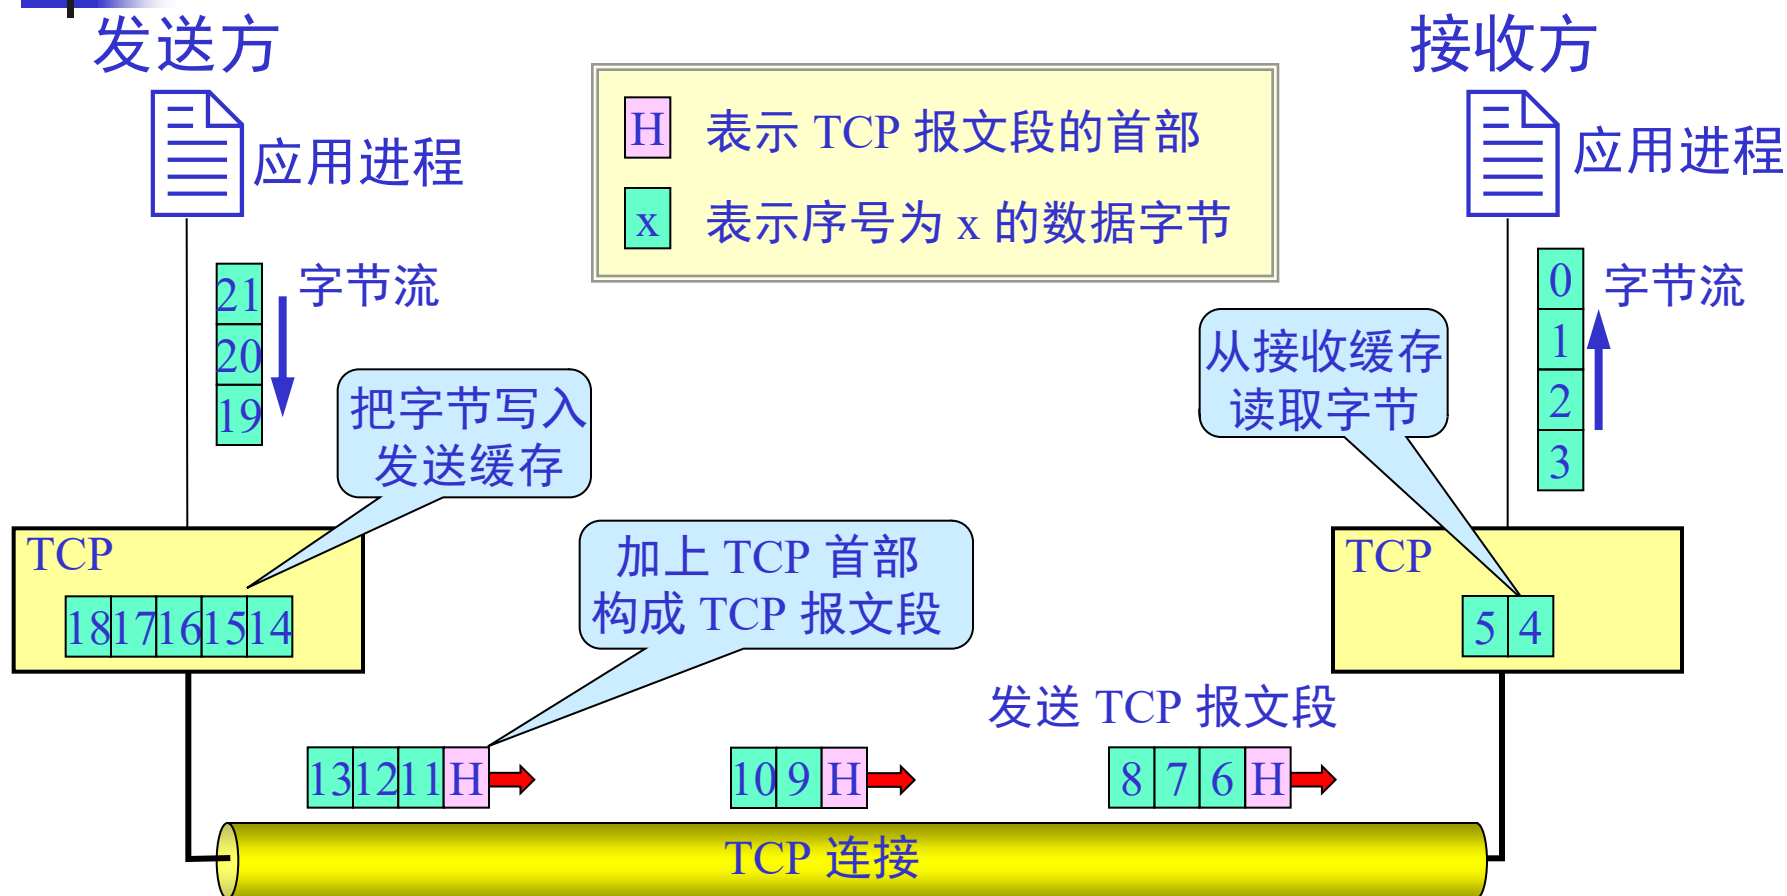 发送方
接收方
H 表示 TCP 报文段的首部
x 表示序号为 x 的数据字节
应用进程
应用进程
21
20
19
字节流
0
1
2
3
字节流
把字节写入
发送缓存
从接收缓存
读取字节
TCP
18 17 16 15 14
加上 TCP 首部
构成 TCP 报文段
TCP
5 4
发送 TCP 报文段
13 12 11 H
10 9 H
8 7 6 H
TCP 连接